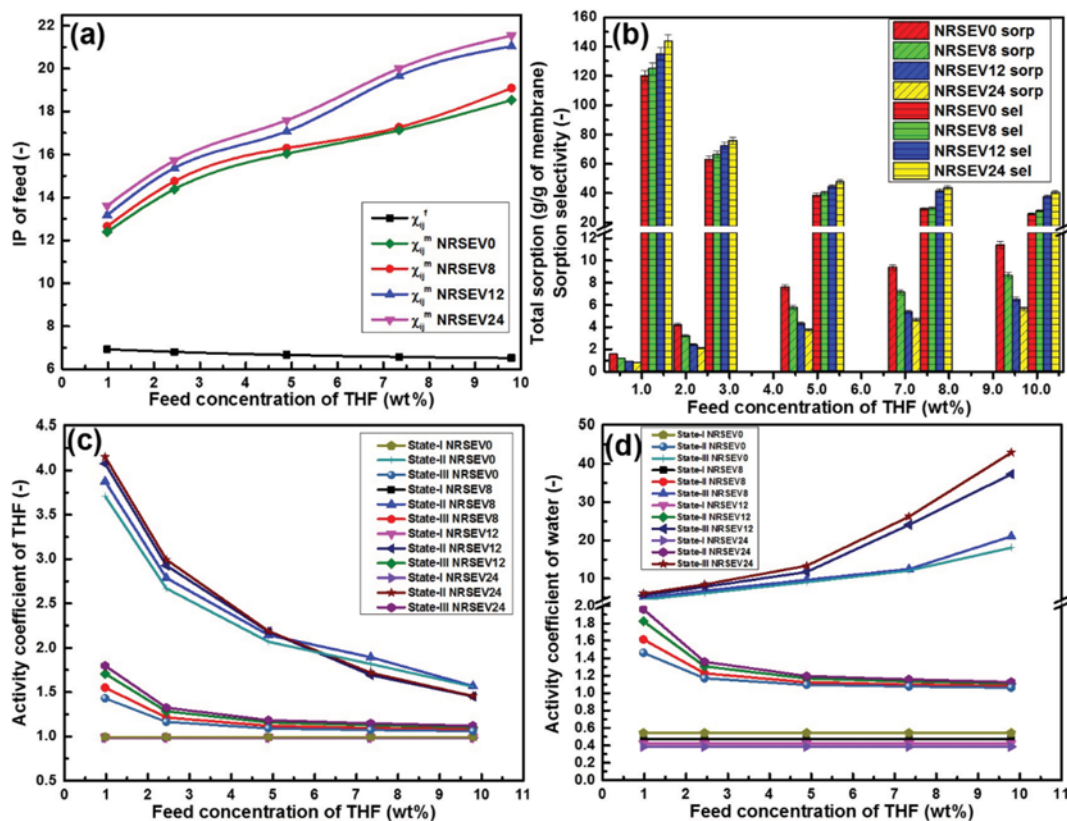 (a)
IP of feed (-)
22
20
18
16
14
12
10
8
6
0 1 2 3 4 5 6 7 8 9 10
Feed concentration of THF (wt%)
χij^f
χij^m NRSEV0
χij^m NRSEV8
χij^m NRSEV12
χij^m NRSEV24
(b)
Total sorption (g/g of membrane)
Sorption selectivity (-)
160
140
120
100
80
60
40
20
12
10
8
6
4
2
0
1.0 2.0 3.0 4.0 5.0 7.0 8.0 9.0 10.0
Feed concentration of THF (wt%)
NRSEV0 sorp
NRSEV8 sorp
NRSEV12 sorp
NRSEV24 sorp
NRSEV0 sel
NRSEV8 sel
NRSEV12 sel
NRSEV24 sel
(c)
Activity coefficient of THF (-)
4.5
4.0
3.5
3.0
2.5
2.0
1.5
1.0
0.5
0 1 2 3 4 5 6 7 8 9 10 11
Feed concentration of THF (wt%)
State-I NRSEV0
State-II NRSEV0
State-III NRSEV0
State-I NRSEV8
State-II NRSEV8
State-III NRSEV8
State-I NRSEV12
State-II NRSEV12
State-III NRSEV12
State-I NRSEV24
State-II NRSEV24
State-III NRSEV24
(d)
Activity coefficient of water (-)
50
40
30
20
10
2.0
1.8
1.6
1.4
1.2
1.0
0.8
0.6
0.4
0.2
0.0
0 1 2 3 4 5 6 7 8 9 10 11
Feed concentration of THF (wt%)
State-I NRSEV0
State-II NRSEV0
State-III NRSEV0
State-I NRSEV8
State-II NRSEV8
State-III NRSEV8
State-I NRSEV12
State-II NRSEV12
State-III NRSEV12
State-I NRSEV24
State-II NRSEV24
State-III NRSEV24